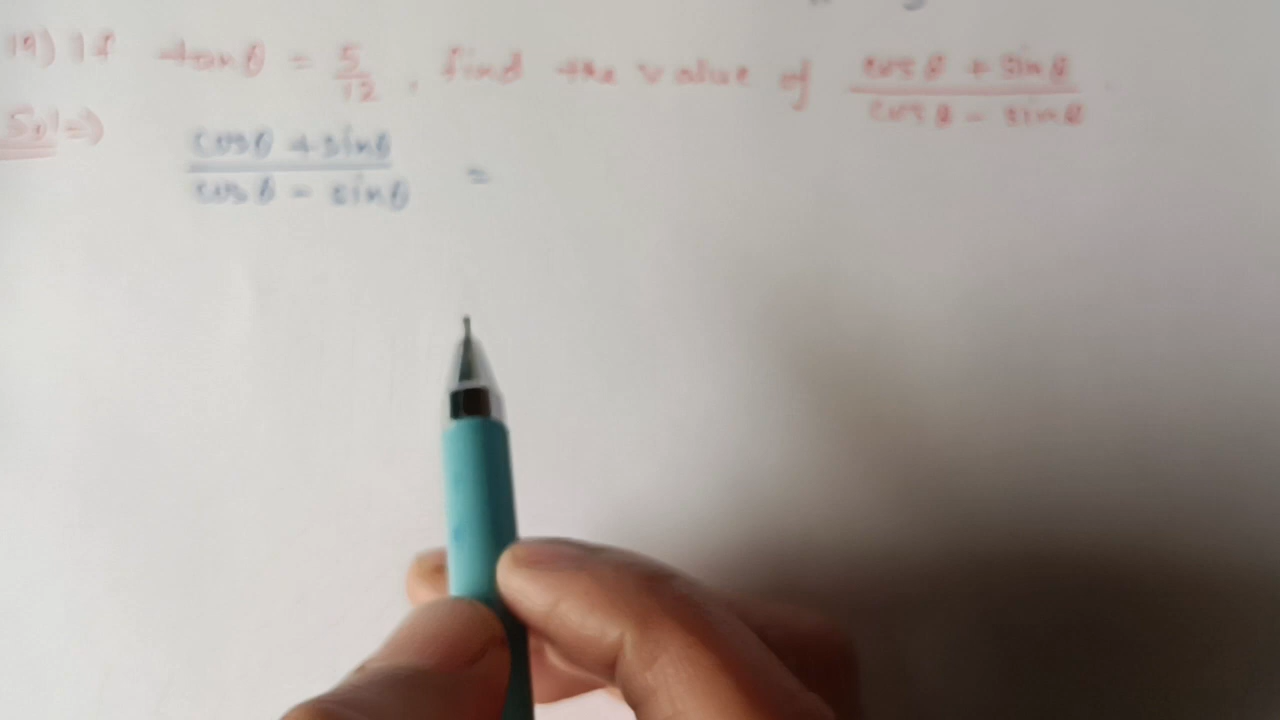 19) If tanθ = 5/12, find the value of (cosθ + sinθ)/(cosθ - sinθ).
Sol⇒) (cosθ + sinθ)/(cosθ - sinθ) =